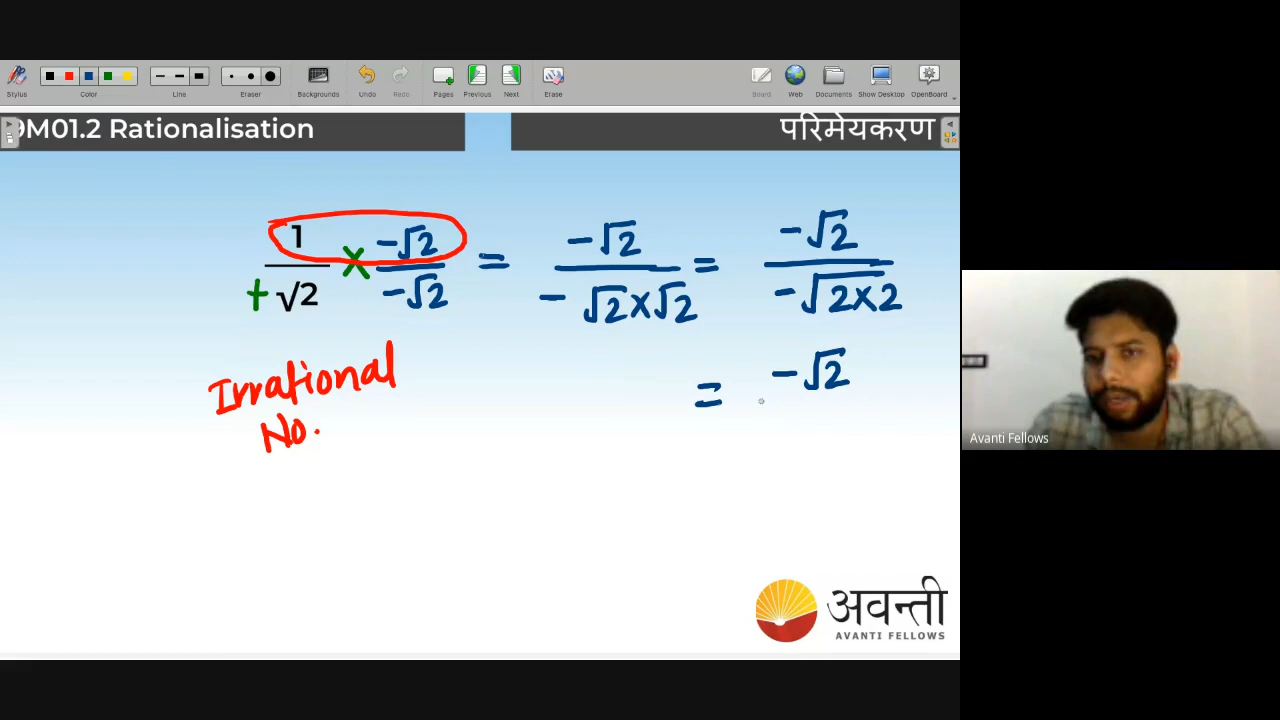 Stylus Color Line Eraser Backgrounds Undo Redo Pages Previous Next Erase Board Web Documents Show Desktop OpenBoard
9M01.2 Rationalisation परिमेयकरण
1/+√2 × -√2/-√2 = -√2/-√2×√2 = -√2/-√2×2
= -√2
Irrational
No.
Avanti Fellows
अवन्ती
AVANTI FELLOWS